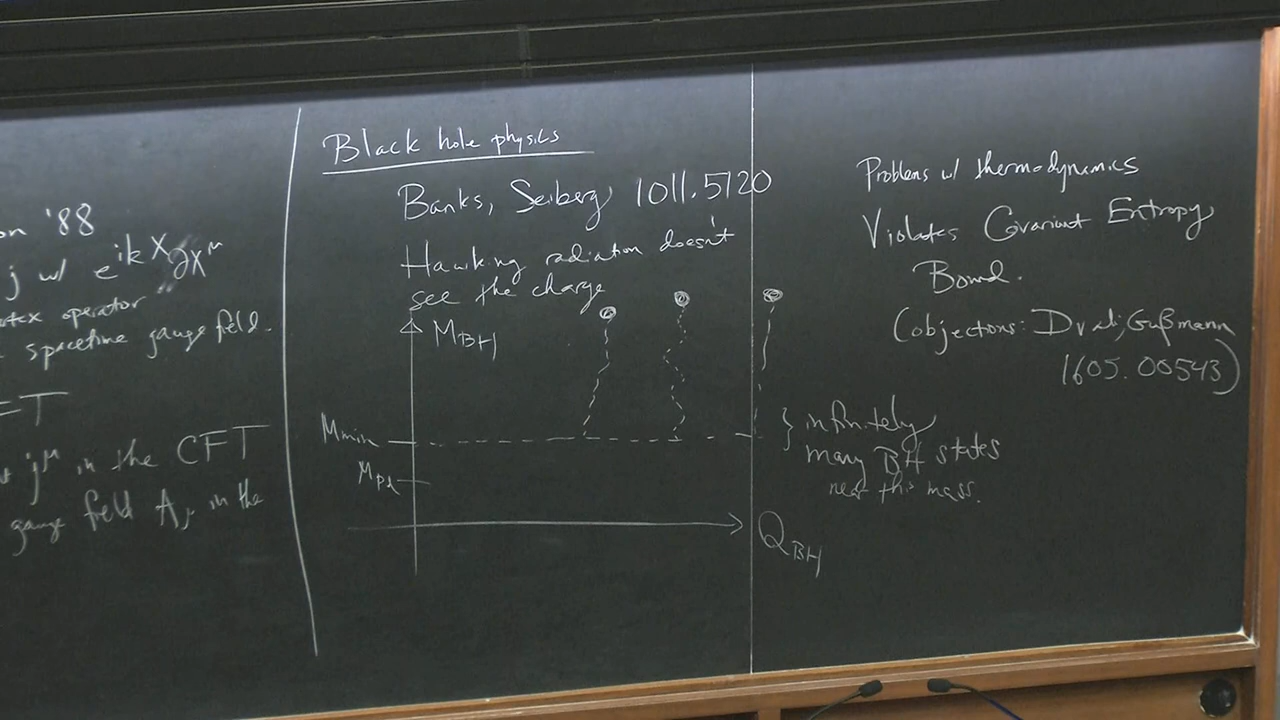 on '88
j w/ e^{ikX}∂X^μ
vertex operator
spacetime gauge field.
FT
j^μ in the CFT
gauge field A_μ in the
Black hole physics
Banks, Seiberg 1011.5120
Hawking radiation doesn't
see the charge
M_BH
M_min
M_Pl
Q_BH
} infinitely
many BH states
near this mass.
Problems w/ thermodynamics
Violates Covariant Entropy
Bound.
(objections: Dvali, Gußmann
1605.00543)